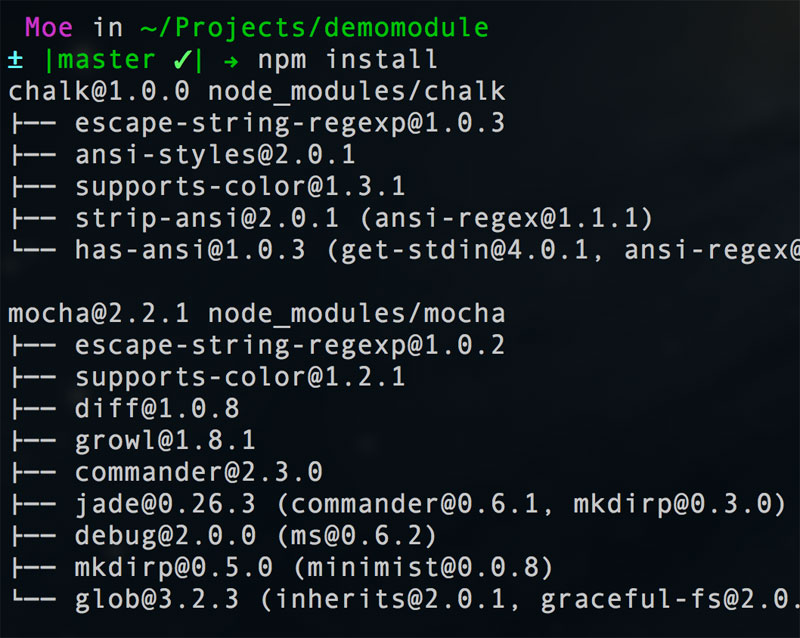 Moe in ~/Projects/demomodule
± |master ✓| → npm install
chalk@1.0.0 node_modules/chalk
├── escape-string-regexp@1.0.3
├── ansi-styles@2.0.1
├── supports-color@1.3.1
├── strip-ansi@2.0.1 (ansi-regex@1.1.1)
└── has-ansi@1.0.3 (get-stdin@4.0.1, ansi-regex@
mocha@2.2.1 node_modules/mocha
├── escape-string-regexp@1.0.2
├── supports-color@1.2.1
├── diff@1.0.8
├── growl@1.8.1
├── commander@2.3.0
├── jade@0.26.3 (commander@0.6.1, mkdirp@0.3.0)
├── debug@2.0.0 (ms@0.6.2)
├── mkdirp@0.5.0 (minimist@0.0.8)
└── glob@3.2.3 (inherits@2.0.1, graceful-fs@2.0.